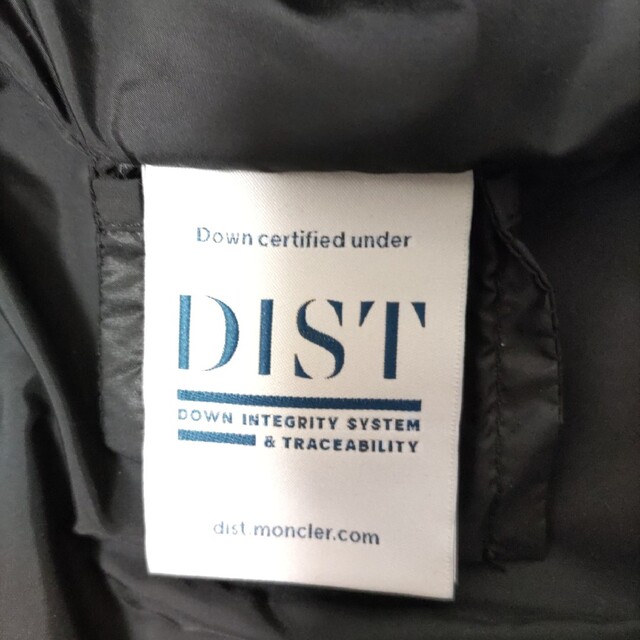 Down certified under
DIST
DOWN INTEGRITY SYSTEM
& TRACEABILITY
dist.moncler.com